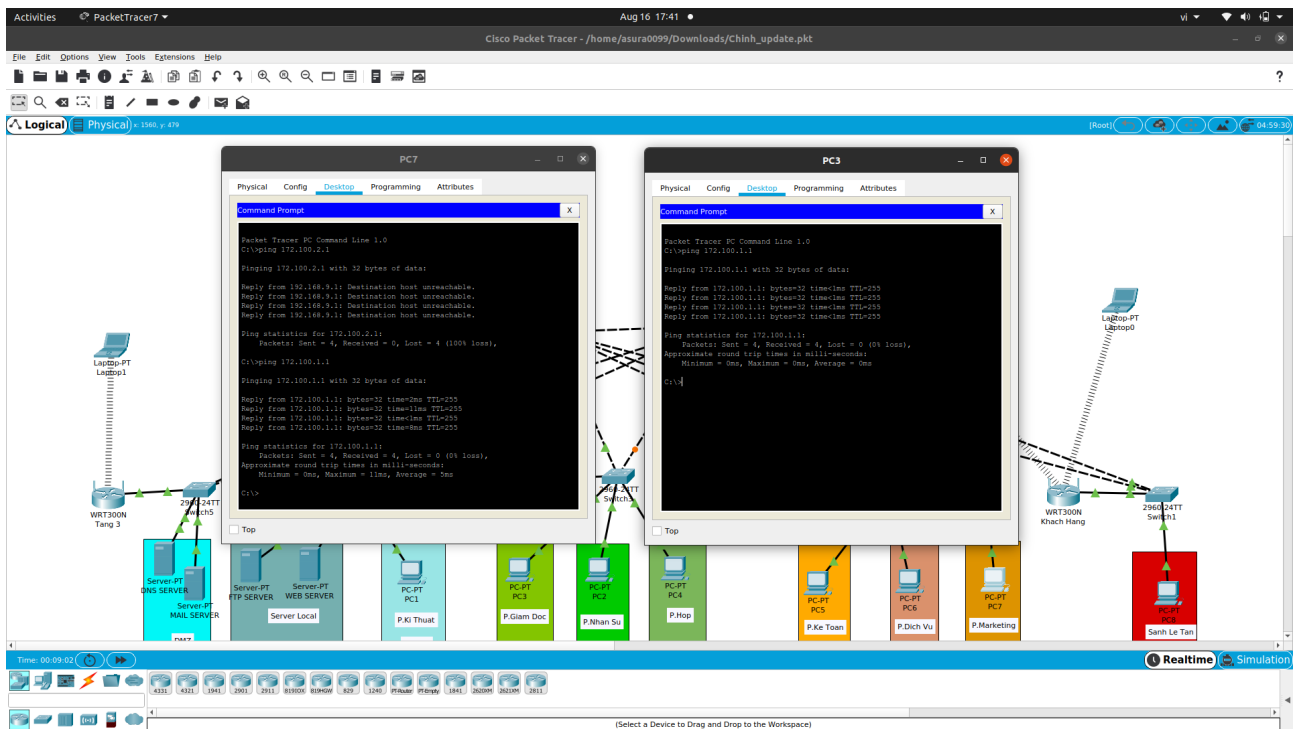 Activities PacketTracer7 Aug 16 17:41 vi
Cisco Packet Tracer - /home/asura0099/Downloads/Chinh_update.pkt
File Edit Options View Tools Extensions Help
?
Logical Physical x: 1560, y: 479 [Root] 04:59:30
PC7
Physical Config Desktop Programming Attributes
Command Prompt X
Packet Tracer PC Command Line 1.0
C:\>ping 172.100.2.1
Pinging 172.100.2.1 with 32 bytes of data:
Reply from 192.168.9.1: Destination host unreachable.
Reply from 192.168.9.1: Destination host unreachable.
Reply from 192.168.9.1: Destination host unreachable.
Reply from 192.168.9.1: Destination host unreachable.
Ping statistics for 172.100.2.1:
Packets: Sent = 4, Received = 0, Lost = 4 (100% loss),
C:\>ping 172.100.1.1
Pinging 172.100.1.1 with 32 bytes of data:
Reply from 172.100.1.1: bytes=32 time=2ms TTL=255
Reply from 172.100.1.1: bytes=32 time=11ms TTL=255
Reply from 172.100.1.1: bytes=32 time<1ms TTL=255
Reply from 172.100.1.1: bytes=32 time=8ms TTL=255
Ping statistics for 172.100.1.1:
Packets: Sent = 4, Received = 4, Lost = 0 (0% loss),
Approximate round trip times in milli-seconds:
Minimum = 0ms, Maximum = 11ms, Average = 5ms
C:\>
Top
PC3
Physical Config Desktop Programming Attributes
Command Prompt X
Packet Tracer PC Command Line 1.0
C:\>ping 172.100.1.1
Pinging 172.100.1.1 with 32 bytes of data:
Reply from 172.100.1.1: bytes=32 time<1ms TTL=255
Reply from 172.100.1.1: bytes=32 time<1ms TTL=255
Reply from 172.100.1.1: bytes=32 time<1ms TTL=255
Reply from 172.100.1.1: bytes=32 time<1ms TTL=255
Ping statistics for 172.100.1.1:
Packets: Sent = 4, Received = 4, Lost = 0 (0% loss),
Approximate round trip times in milli-seconds:
Minimum = 0ms, Maximum = 0ms, Average = 0ms
C:\>
Top
Laptop-PT
Laptop1
Laptop-PT
Laptop0
WRT300N
Tang 3
2960-24TT
Switch5
2960-24TT
WRT300N
Khach Hang
2960-24TT
Switch1
Server-PT
DNS SERVER
Server-PT
MAIL SERVER
DMZ
Server-PT
FTP SERVER
Server-PT
WEB SERVER
Server Local
PC-PT
PC1
P.Ki Thuat
PC-PT
PC3
P.Giam Doc
PC-PT
PC2
P.Nhan Su
PC-PT
PC4
P.Hop
PC-PT
PC5
P.Ke Toan
PC-PT
PC6
P.Dich Vu
PC-PT
PC7
P.Marketing
PC-PT
PC8
Sanh Le Tan
Time: 00:09:02 Realtime Simulation
4331 4321 1941 2901 2911 819IOX 819HGW 829 1240 PT-Router PT-Empty 1841 2620XM 2621XM 2811
(Select a Device to Drag and Drop to the Workspace)